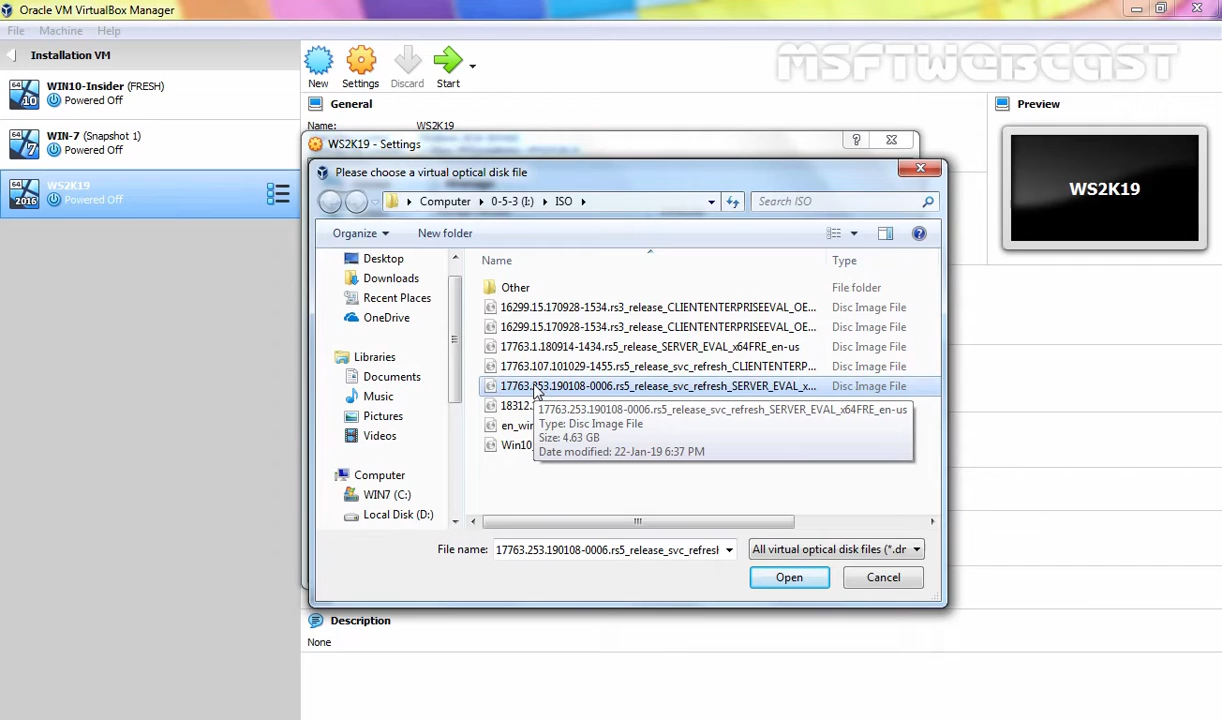 Oracle VM VirtualBox Manager
File Machine Help
MSFTWEBCAST
Installation VM
WIN10-Insider (FRESH)
Powered Off
WIN-7 (Snapshot 1)
Powered Off
WS2K19
Powered Off
New Settings Discard Start
General
Name: WS2K19
Preview
WS2K19
WS2K19 - Settings
Please choose a virtual optical disk file
Computer 0-5-3 (I:) ISO
Search ISO
Organize New folder
Desktop
Downloads
Recent Places
OneDrive
Libraries
Documents
Music
Pictures
Videos
Computer
WIN7 (C:)
Local Disk (D:)
Name Type
Other File folder
16299.15.170928-1534.rs3_release_CLIENTENTERPRISEEVAL_OE... Disc Image File
16299.15.170928-1534.rs3_release_CLIENTENTERPRISEEVAL_OE... Disc Image File
17763.1.180914-1434.rs5_release_SERVER_EVAL_x64FRE_en-us Disc Image File
17763.107.101029-1455.rs5_release_svc_refresh_CLIENTENTERP... Disc Image File
17763.253.190108-0006.rs5_release_svc_refresh_SERVER_EVAL_x... Disc Image File
18312.
en_wir
Win10_
17763.253.190108-0006.rs5_release_svc_refresh_SERVER_EVAL_x64FRE_en-us
Type: Disc Image File
Size: 4.63 GB
Date modified: 22-Jan-19 6:37 PM
File name: 17763.253.190108-0006.rs5_release_svc_refresh All virtual optical disk files (*.dr
Open Cancel
Description
None